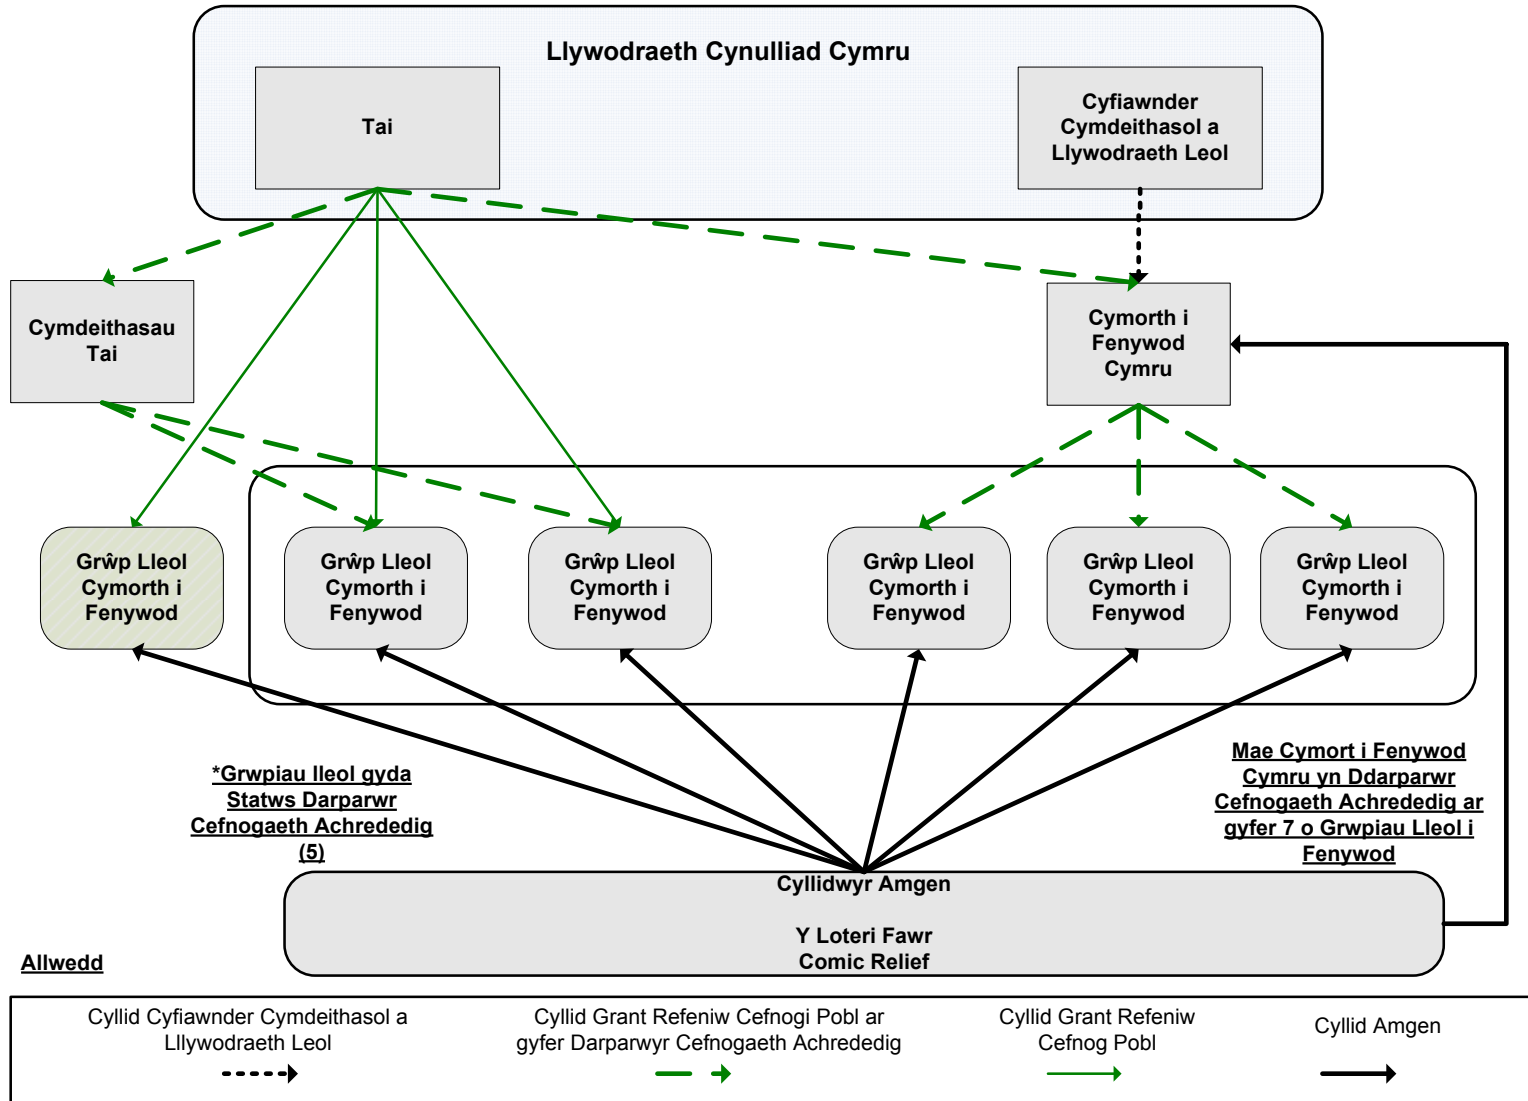 Llywodraeth Cynulliad Cymru
Tai
Cyfiawnder
Cymdeithasol a
Llywodraeth Leol
Cymdeithasau
Tai
Cymorth i
Fenywod
Cymru
Grŵp Lleol
Cymorth i
Fenywod
Grŵp Lleol
Cymorth i
Fenywod
Grŵp Lleol
Cymorth i
Fenywod
Grŵp Lleol
Cymorth i
Fenywod
Grŵp Lleol
Cymorth i
Fenywod
Grŵp Lleol
Cymorth i
Fenywod
*Grwpiau lleol gyda
Statws Darparwr
Cefnogaeth Achrededig
(5)
Mae Cymort i Fenywod
Cymru yn Ddarparwr
Cefnogaeth Achrededig ar
gyfer 7 o Grwpiau Lleol i
Fenywod
Cyllidwyr Amgen
Y Loteri Fawr
Comic Relief
Allwedd
Cyllid Cyfiawnder Cymdeithasol a
Lllywodraeth Leol
Cyllid Grant Refeniw Cefnogi Pobl ar
gyfer Darparwyr Cefnogaeth Achrededig
Cyllid Grant Refeniw
Cefnog Pobl
Cyllid Amgen